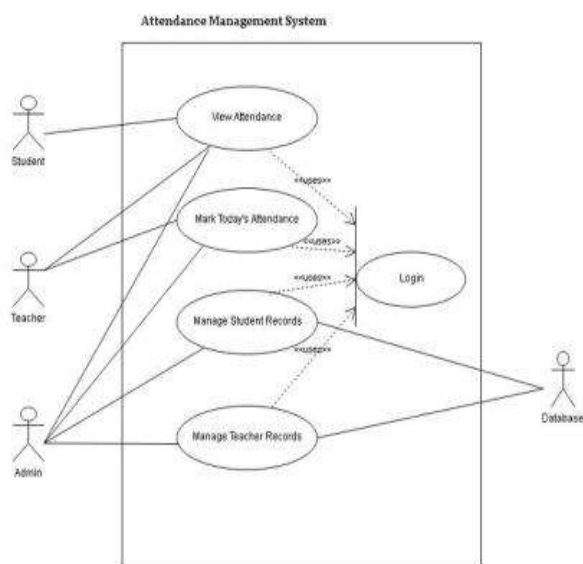 Attendance Management System
View Attendance
Student
<<uses>>
Mark Today's Attendance
<<uses>>
Teacher
Login
<<uses>>
Manage Student Records
<<uses>>
Database
Manage Teacher Records
Admin